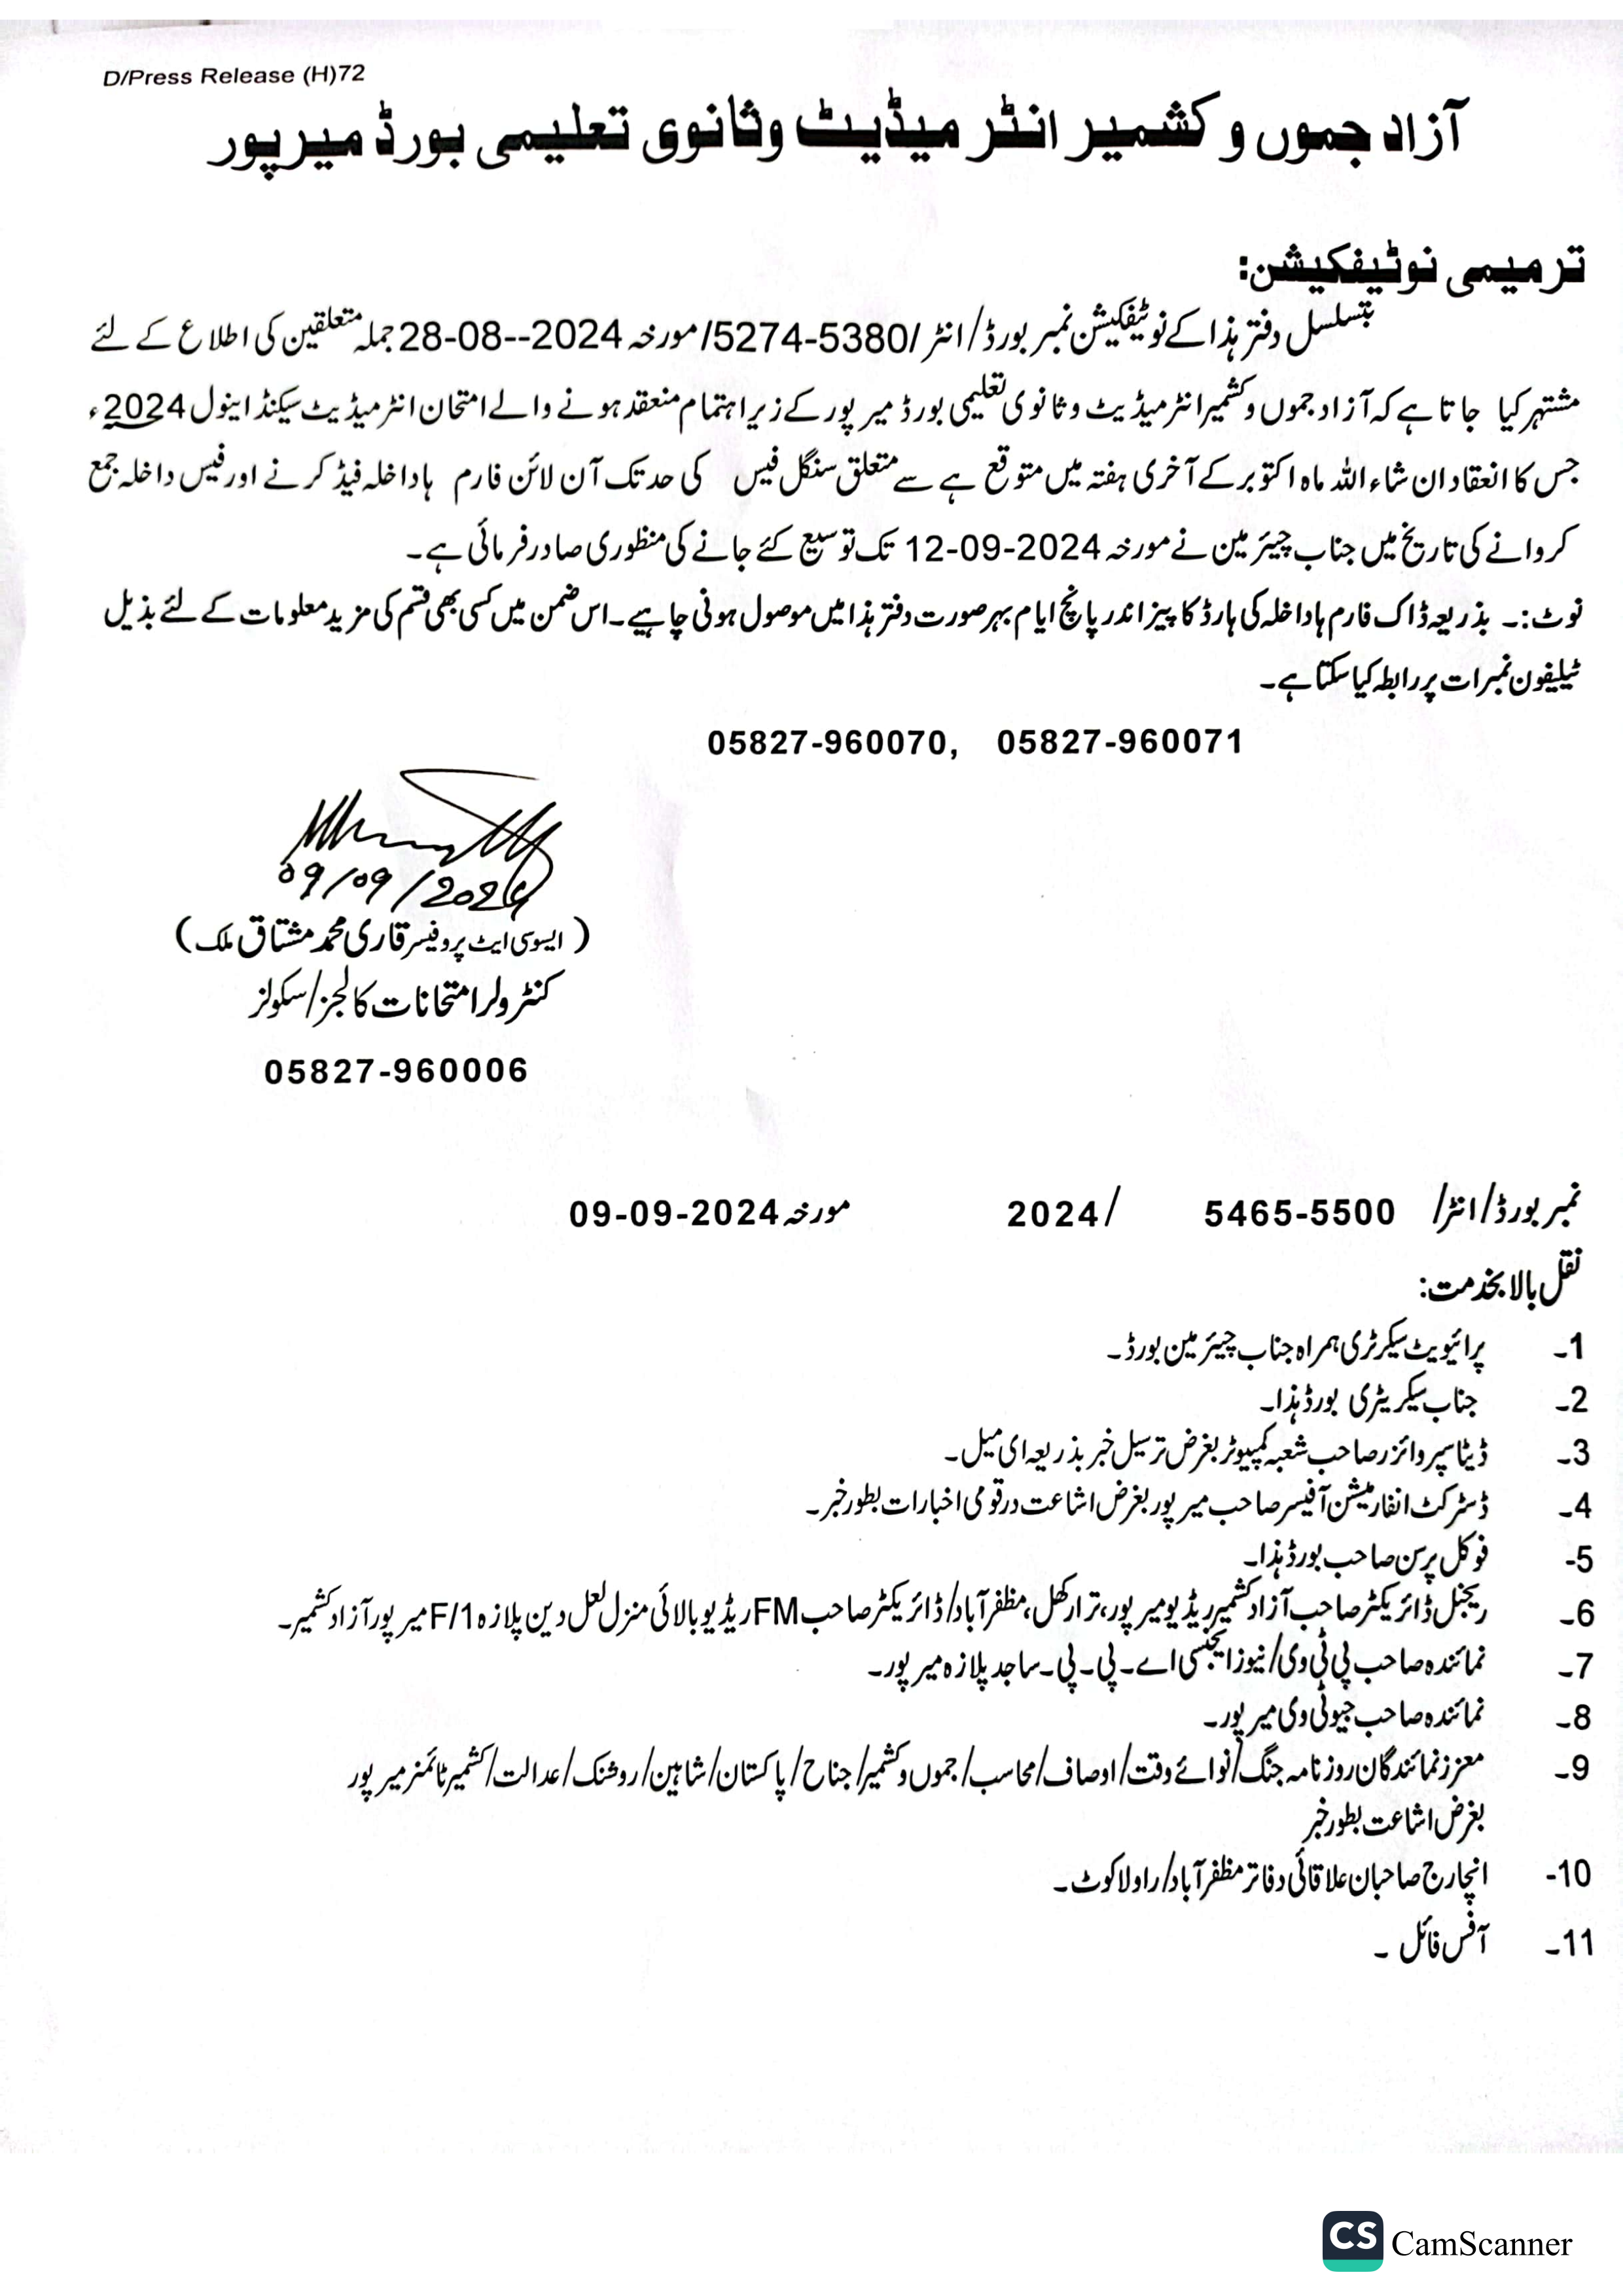 D/Press Release (H)72
آزاد جموں و کشمیر انٹر میڈیٹ و ثانوی تعلیمی بورڈ میرپور
ترمیمی نوٹیفکیشن:
بتسلسل دفتر ہذا کے نوٹیفکیشن نمبر بورڈ/انٹر/5274-5380/مورخہ 28-08--2024 جملہ متعلقین کی اطلاع کے لئے
مشتہر کیا جاتا ہے کہ آزاد جموں و کشمیر انٹر میڈیٹ و ثانوی تعلیمی بورڈ میر پور کے زیر اہتمام منعقد ہونے والے امتحان انٹر میڈیٹ سیکنڈ اینول 2024ء
جس کا انعقاد ان شاء اللہ ماہ اکتوبر کے آخری ہفتہ میں متوقع ہے سے متعلق سنگل فیس کی حد تک آن لائن فارم ہا داخلہ فیڈ کرنے اور فیس داخلہ جمع
کروانے کی تاریخ میں جناب چیئر مین نے مورخہ 12-09-2024 تک توسیع کئے جانے کی منظوری صادر فرمائی ہے۔
نوٹ:۔ بذریعہ ڈاک فارم ہا داخلہ کی ہارڈ کاپیز اندر پانچ ایام بہر صورت دفتر ہذا میں موصول ہونی چاہیے۔ اس ضمن میں کسی بھی قسم کی مزید معلومات کے لئے بذیل
ٹیلیفون نمبرات پر رابطہ کیا سکتا ہے۔
05827-960070, 05827-960071
09/09/2024
(ایسوسی ایٹ پروفیسر قاری محمد مشتاق ملک)
کنٹرولر امتحانات کالجز/سکولز
05827-960006
نمبر بورڈ/انٹر/ 5465-5500 /2024 مورخہ 09-09-2024
نقل بالا بخدمت:
1۔ پرائیویٹ سیکرٹری ہمراہ جناب چیئر مین بورڈ۔
2۔ جناب سیکریٹری بورڈ ہذا۔
3۔ ڈیٹا سپروائزر صاحب شعبہ کمپیوٹر بغرض ترسیل خبر بذریعہ ای میل۔
4۔ ڈسٹرکٹ انفارمیشن آفیسر صاحب میر پور بغرض اشاعت در قومی اخبارات بطور خبر۔
5- فوکل پرسن صاحب بورڈ ہذا۔
6۔ ریجنل ڈائریکٹر صاحب آزاد کشمیر ریڈیو میر پور، تراڑکھل، مظفر آباد/ڈائریکٹر صاحب FM ریڈیو بالائی منزل لعل دین پلازہ F/1 میر پور آزاد کشمیر۔
7۔ نمائندہ صاحب پی ٹی وی/نیوز ایجنسی اے۔پی۔پی۔ ساجد پلازہ میر پور۔
8۔ نمائندہ صاحب جیو ٹی وی میر پور۔
9۔ معزز نمائندگان روزنامہ جنگ/نوائے وقت/اوصاف/محاسب/جموں و کشمیر/جناح/پاکستان/شاہین/روشنک/عدالت/کشمیر ٹائمز میر پور
بغرض اشاعت بطور خبر
10- انچارج صاحبان علاقائی دفاتر مظفر آباد/راولاکوٹ۔
11۔ آفس فائل ۔
CS CamScanner